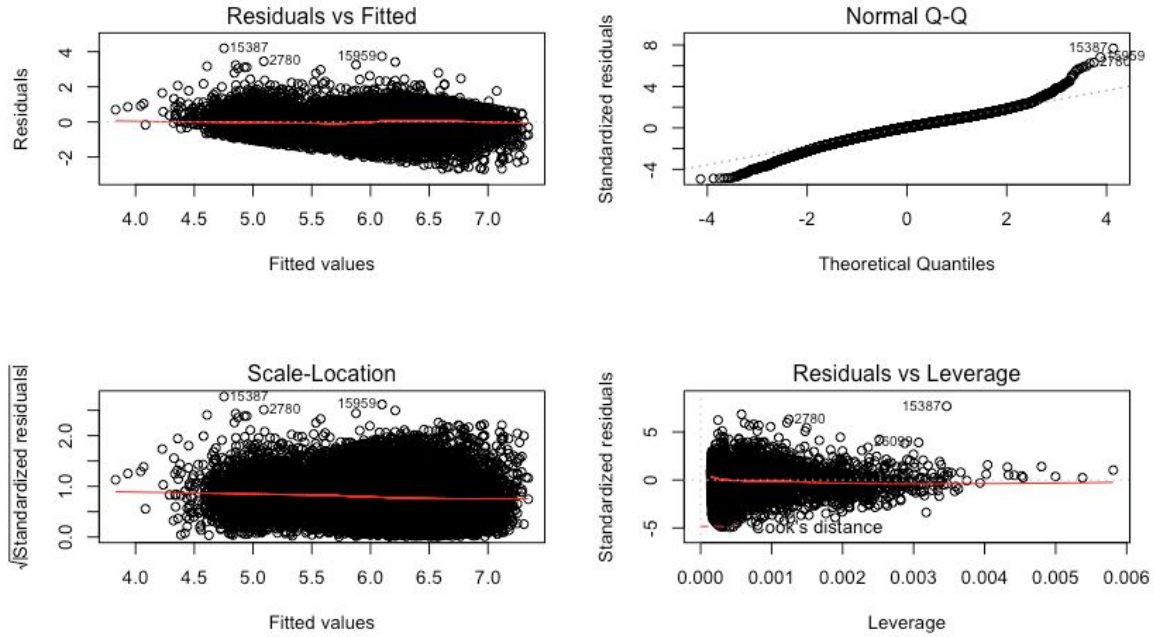 Residuals vs Fitted
Residuals
4
2
0
-2
15387
2780
15959
4.0 4.5 5.0 5.5 6.0 6.5 7.0
Fitted values
Normal Q-Q
Standardized residuals
8
4
0
-4
15387
15959
2780
-4 -2 0 2 4
Theoretical Quantiles
Scale-Location
√|Standardized residuals|
2.0
1.0
0.0
15387
2780
15959
4.0 4.5 5.0 5.5 6.0 6.5 7.0
Fitted values
Residuals vs Leverage
Standardized residuals
5
0
-5
15387
2780
16099
Cook's distance
0.000 0.001 0.002 0.003 0.004 0.005 0.006
Leverage